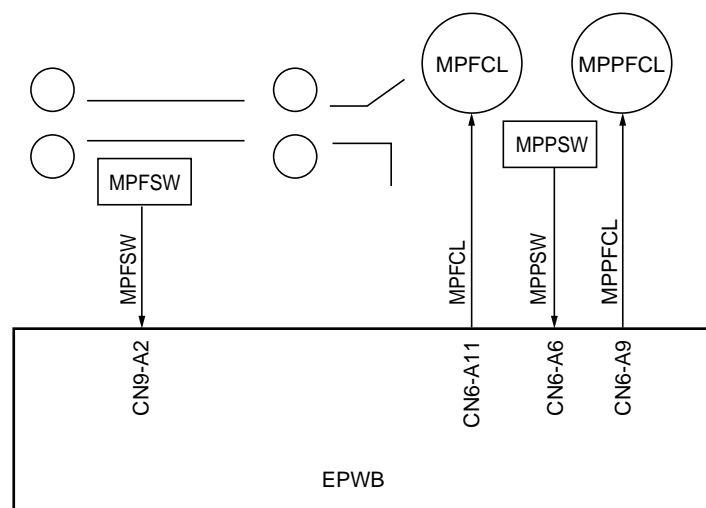 MPFCL
MPPFCL
MPPSW
MPFSW
MPFSW
MPFCL
MPPSW
MPPFCL
CN9-A2
CN6-A11
CN6-A6
CN6-A9
EPWB